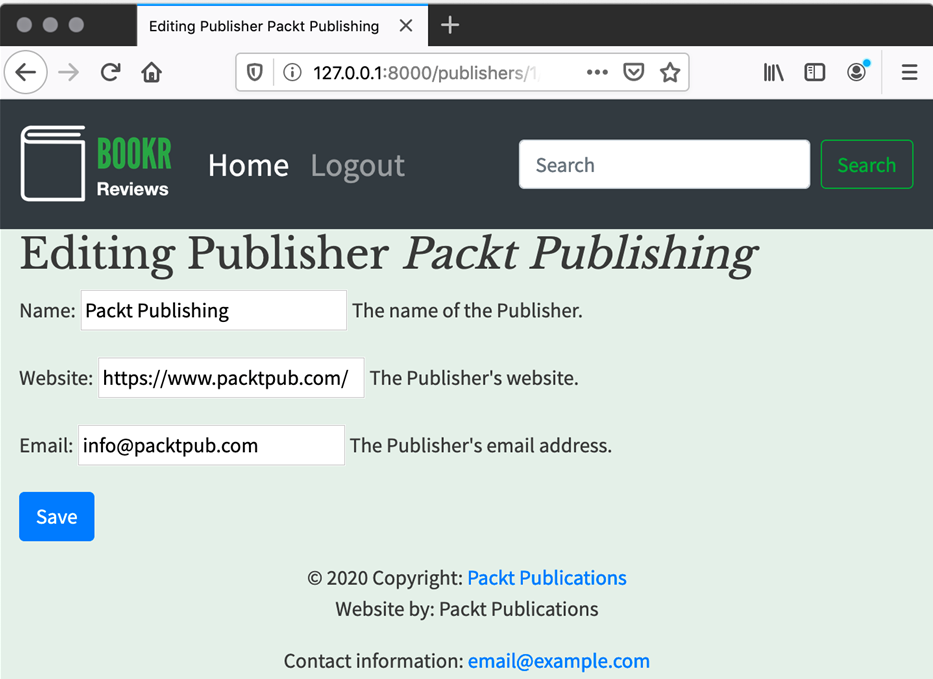 Editing Publisher Packt Publishing
127.0.0.1:8000/publishers/1
BOOKR
Reviews
Home Logout
Search
Search
Editing Publisher Packt Publishing
Name: Packt Publishing The name of the Publisher.
Website: https://www.packtpub.com/ The Publisher's website.
Email: info@packtpub.com The Publisher's email address.
Save
© 2020 Copyright: Packt Publications
Website by: Packt Publications
Contact information: email@example.com